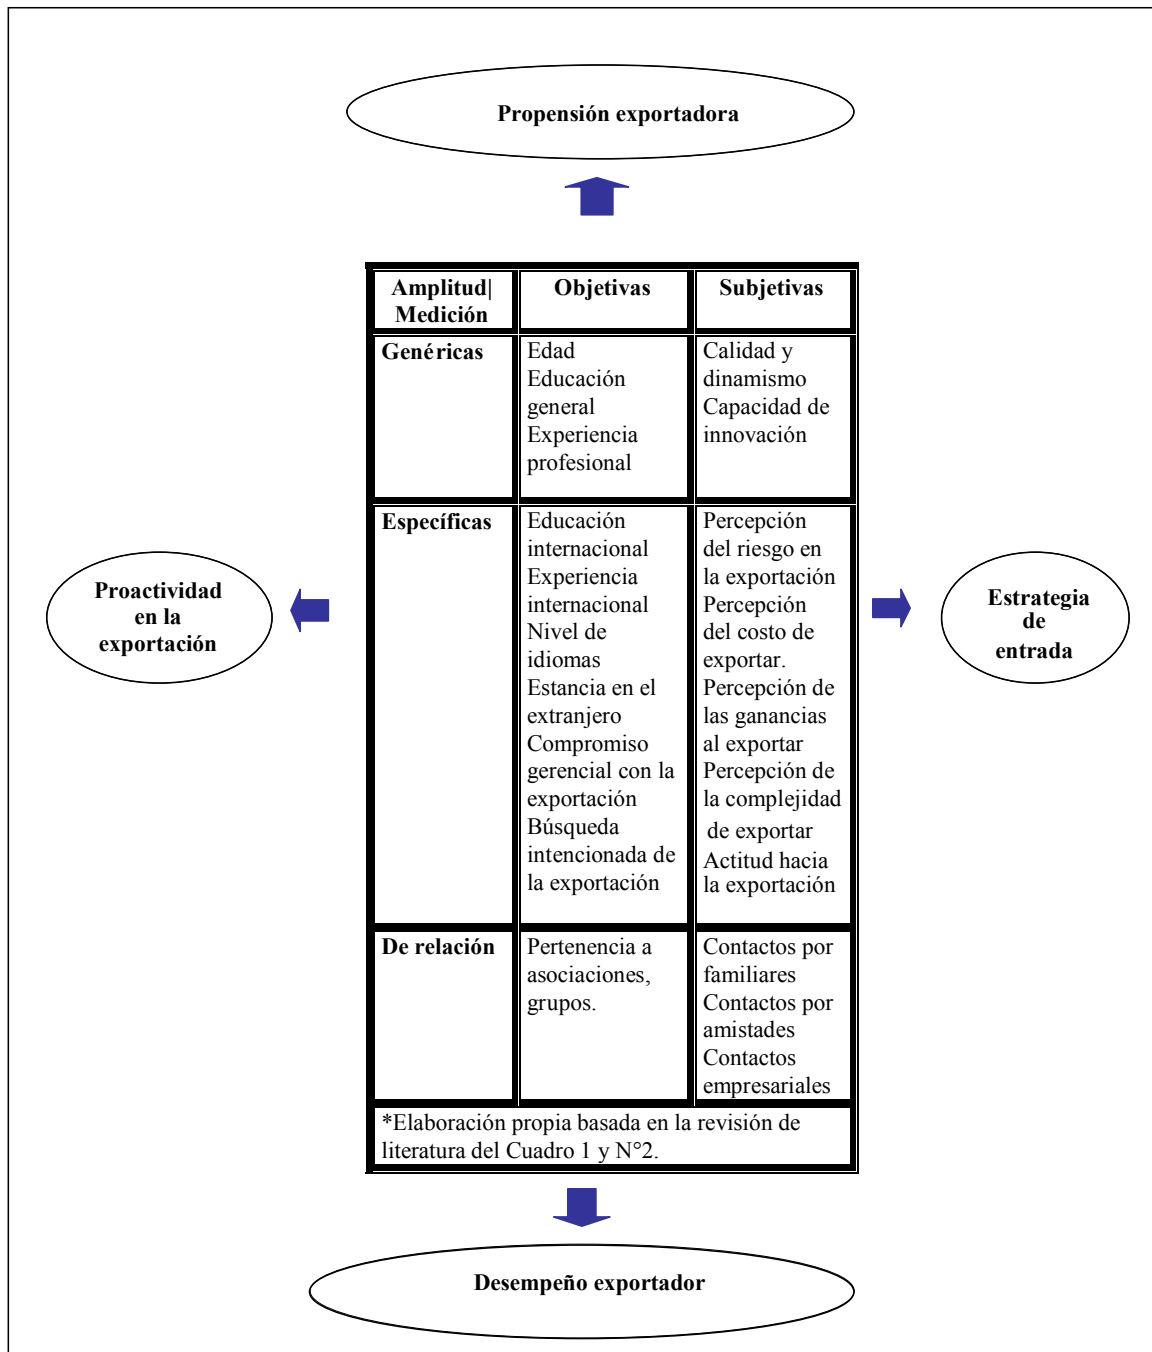 Propensión exportadora
Amplitud|
Medición
Objetivas
Subjetivas
Genéricas
Edad
Educación
general
Experiencia
profesional
Calidad y
dinamismo
Capacidad de
innovación
Específicas
Educación
internacional
Experiencia
internacional
Nivel de
idiomas
Estancia en el
extranjero
Compromiso
gerencial con la
exportación
Búsqueda
intencionada de
la exportación
Percepción
del riesgo en
la exportación
Percepción
del costo de
exportar.
Percepción de
las ganancias
al exportar
Percepción de
la complejidad
de exportar
Actitud hacia
la exportación
De relación
Pertenencia a
asociaciones,
grupos.
Contactos por
familiares
Contactos por
amistades
Contactos
empresariales
*Elaboración propia basada en la revisión de
literatura del Cuadro 1 y N°2.
Proactividad
en la
exportación
Estrategia
de
entrada
Desempeño exportador